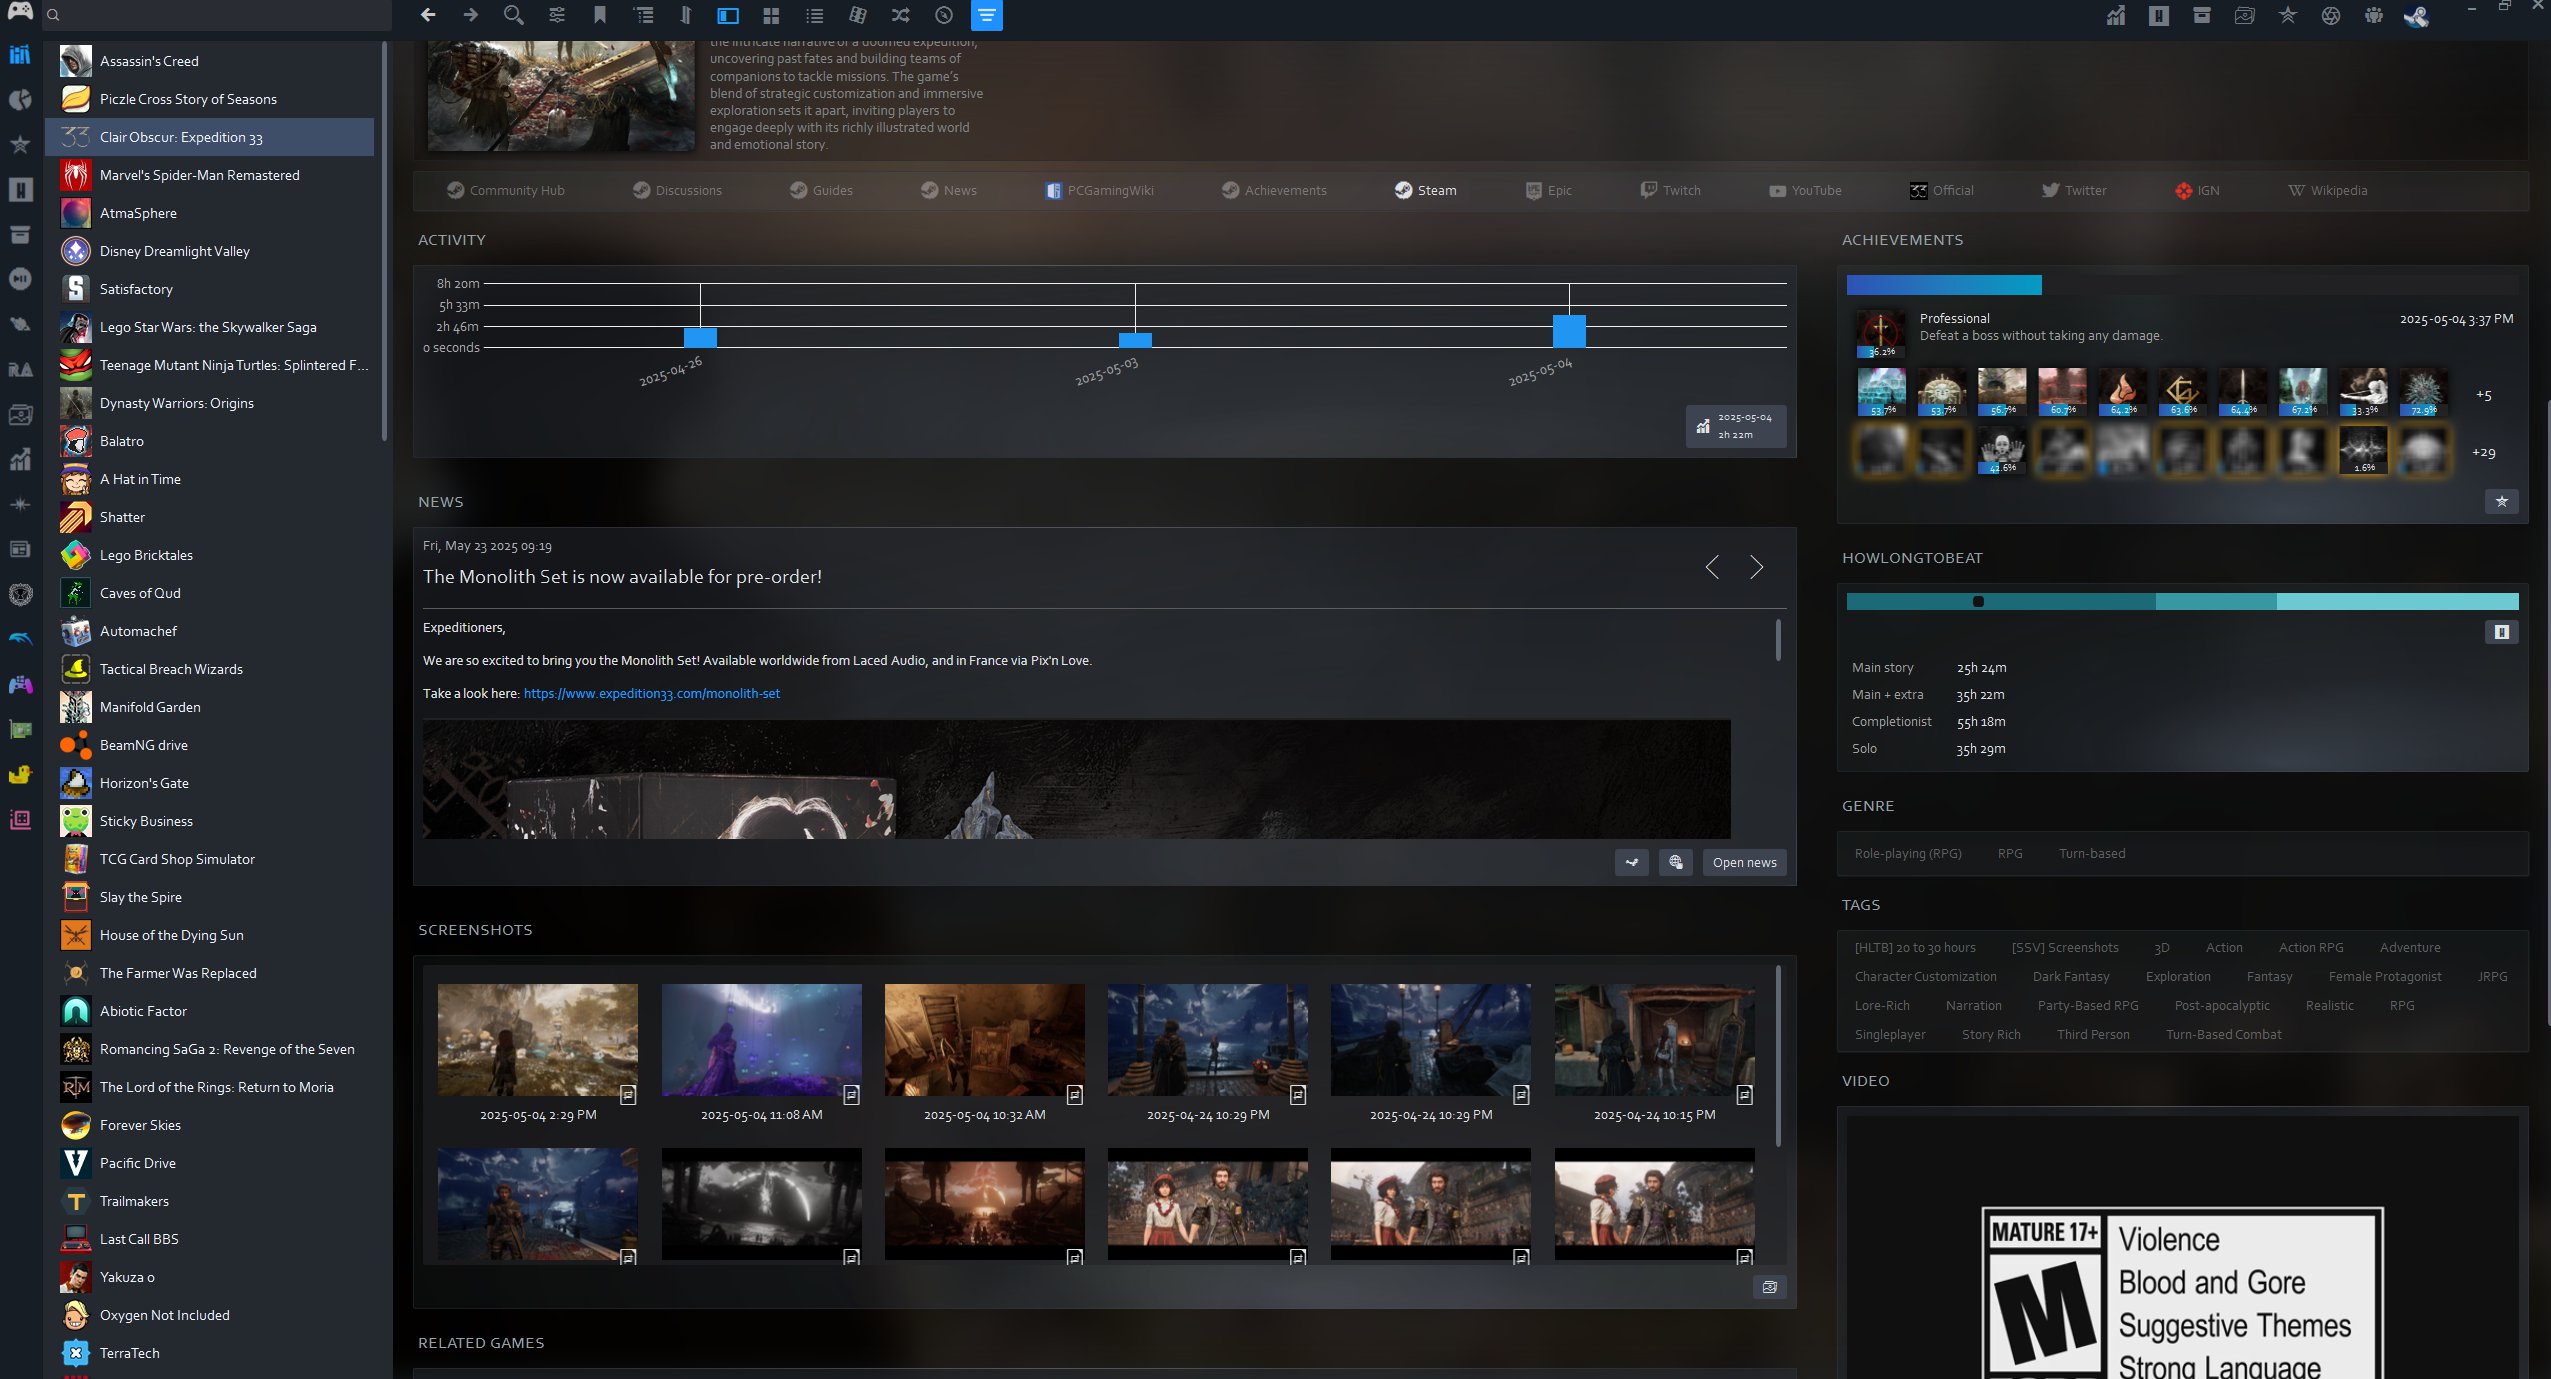 Assassin's Creed
Piczle Cross Story of Seasons
Clair Obscur: Expedition 33
Marvel's Spider-Man Remastered
AtmaSphere
Disney Dreamlight Valley
Satisfactory
Lego Star Wars: the Skywalker Saga
Teenage Mutant Ninja Turtles: Splintered F...
Dynasty Warriors: Origins
Balatro
A Hat in Time
Shatter
Lego Bricktales
Caves of Qud
Automachef
Tactical Breach Wizards
Manifold Garden
BeamNG drive
Horizon's Gate
Sticky Business
TCG Card Shop Simulator
Slay the Spire
House of the Dying Sun
The Farmer Was Replaced
Abiotic Factor
Romancing SaGa 2: Revenge of the Seven
The Lord of the Rings: Return to Moria
Forever Skies
Pacific Drive
Trailmakers
Last Call BBS
Yakuza 0
Oxygen Not Included
TerraTech
the intricate narrative of a doomed expedition,
uncovering past fates and building teams of
companions to tackle missions. The game's
blend of strategic customization and immersive
exploration sets it apart, inviting players to
engage deeply with its richly illustrated world
and emotional story.
Community Hub Discussions Guides News PCGamingWiki Achievements Steam Epic Twitch YouTube Official Twitter IGN Wikipedia
ACTIVITY
8h 20m
5h 33m
2h 46m
0 seconds
2025-04-26 2025-05-03 2025-05-04
2025-05-04
2h 22m
NEWS
Fri, May 23 2025 09:19
The Monolith Set is now available for pre-order!
Expeditioners,
We are so excited to bring you the Monolith Set! Available worldwide from Laced Audio, and in France via Pix'n Love.
Take a look here: https://www.expedition33.com/monolith-set
Open news
SCREENSHOTS
2025-05-04 2:29 PM 2025-05-04 11:08 AM 2025-05-04 10:32 AM 2025-04-24 10:29 PM 2025-04-24 10:29 PM 2025-04-24 10:15 PM
RELATED GAMES
ACHIEVEMENTS
Professional 2025-05-04 3:37 PM
Defeat a boss without taking any damage.
36.2%
53.7% 53.7% 56.7% 60.7% 64.2% 63.6% 64.4% 67.2% 33.3% 72.9% +5
42.6% 1.6% +29
HOWLONGTOBEAT
Main story 25h 24m
Main + extra 35h 22m
Completionist 55h 18m
Solo 35h 29m
GENRE
Role-playing (RPG) RPG Turn-based
TAGS
[HLTB] 20 to 30 hours [SSV] Screenshots 3D Action Action RPG Adventure
Character Customization Dark Fantasy Exploration Fantasy Female Protagonist JRPG
Lore-Rich Narration Party-Based RPG Post-apocalyptic Realistic RPG
Singleplayer Story Rich Third Person Turn-Based Combat
VIDEO
MATURE 17+
M
Violence
Blood and Gore
Suggestive Themes
Strong Language